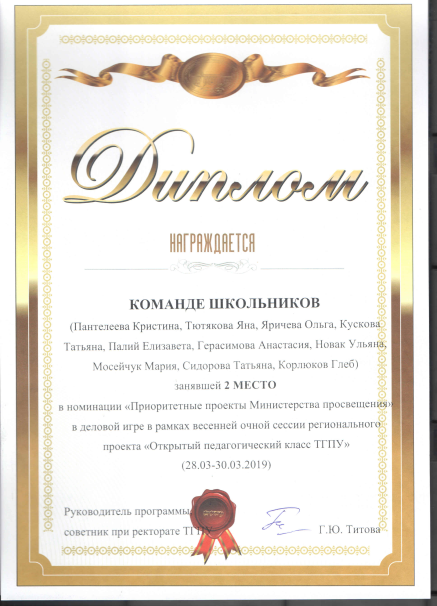 Диплом
НАГРАЖДАЕТСЯ
КОМАНДЕ ШКОЛЬНИКОВ
(Пантелеева Кристина, Тютякова Яна, Яричева Ольга, Кускова
Татьяна, Палий Елизавета, Герасимова Анастасия, Новак Ульяна,
Мосейчук Мария, Сидорова Татьяна, Корлюков Глеб)
занявшей 2 МЕСТО
в номинации «Приоритетные проекты Министерства просвещения»
в деловой игре в рамках весенней очной сессии регионального
проекта «Открытый педагогический класс ТГПУ»
(28.03-30.03.2019)
Руководитель программы,
советник при ректорате ТГПУ Г.Ю. Титова